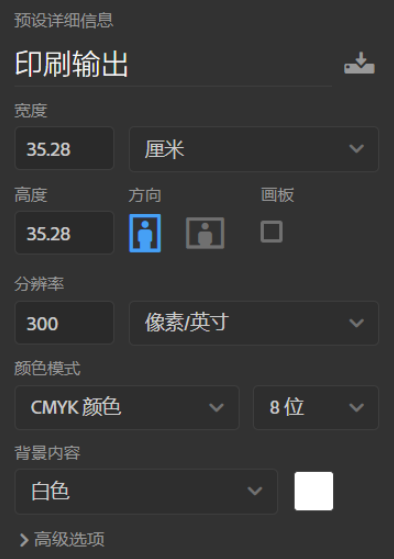 预设详细信息
印刷输出
宽度
35.28 厘米
高度 方向 画板
35.28
分辨率
300 像素/英寸
颜色模式
CMYK 颜色 8 位
背景内容
白色
高级选项